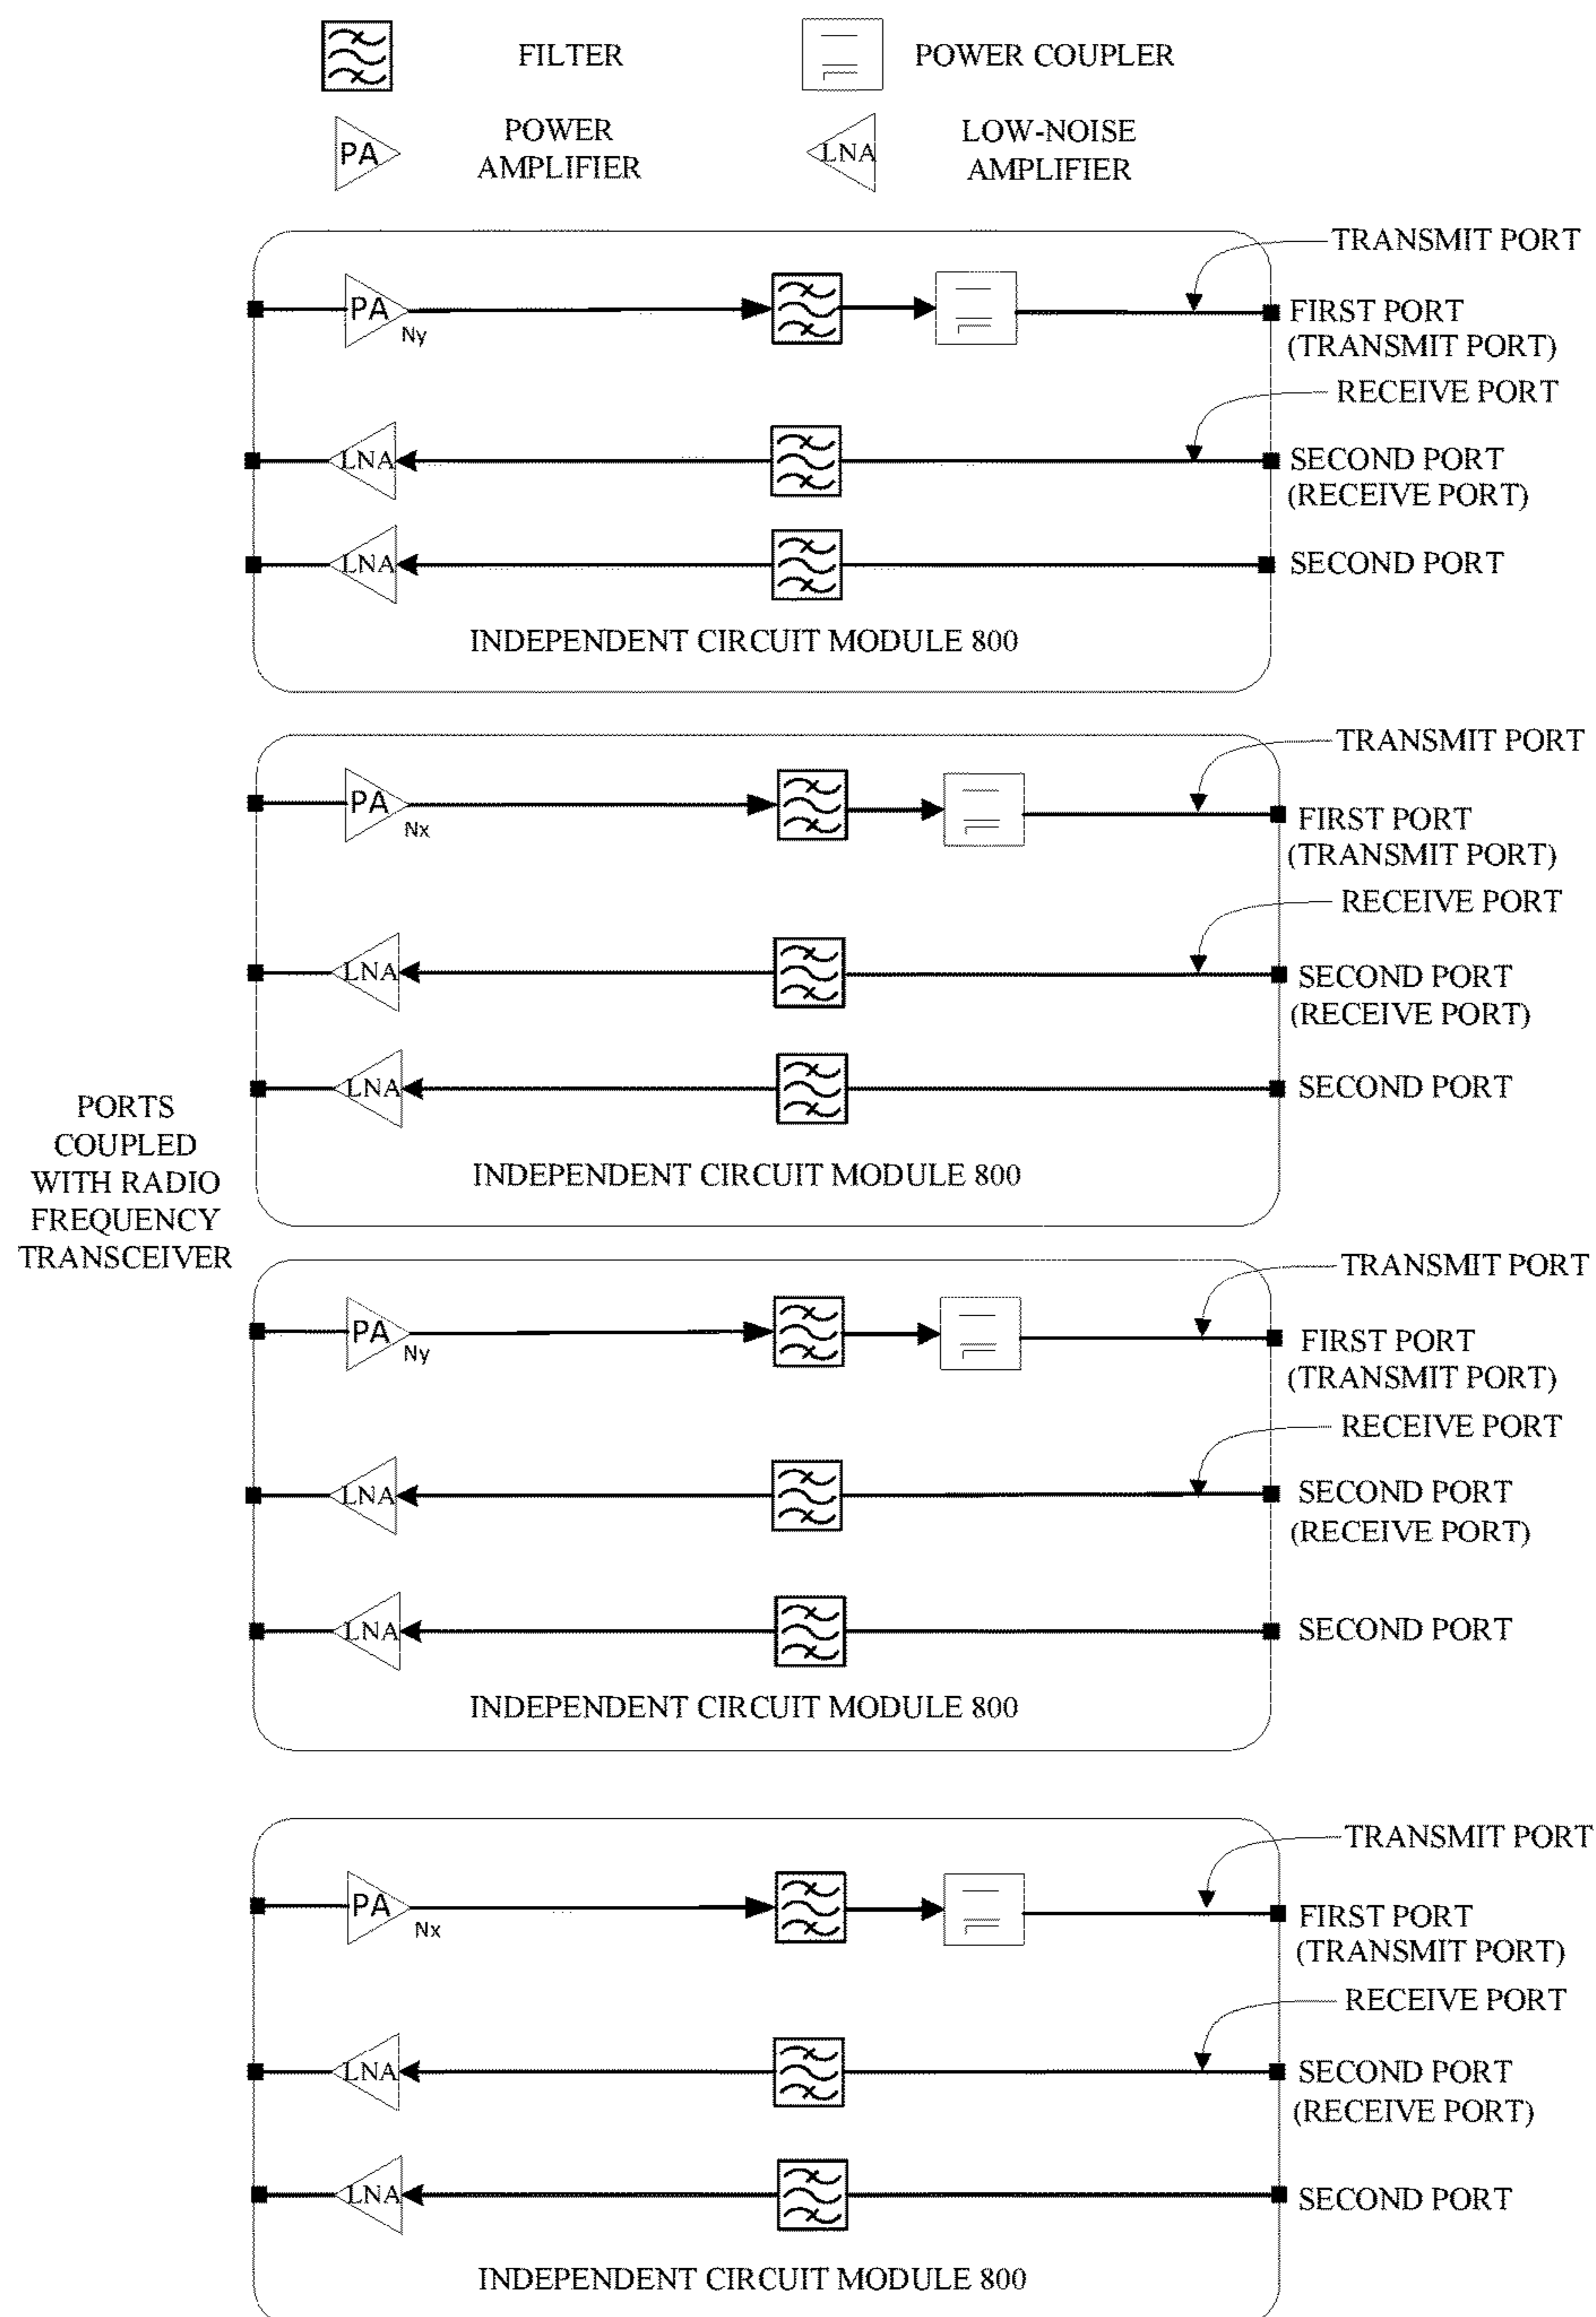 FILTER
POWER COUPLER
PA
POWER
AMPLIFIER
LNA
LOW-NOISE
AMPLIFIER
TRANSMIT PORT
PA
Ny
FIRST PORT
(TRANSMIT PORT)
RECEIVE PORT
LNA
SECOND PORT
(RECEIVE PORT)
LNA
SECOND PORT
INDEPENDENT CIRCUIT MODULE 800
TRANSMIT PORT
PA
Nx
FIRST PORT
(TRANSMIT PORT)
RECEIVE PORT
LNA
SECOND PORT
(RECEIVE PORT)
LNA
SECOND PORT
INDEPENDENT CIRCUIT MODULE 800
PORTS
COUPLED
WITH RADIO
FREQUENCY
TRANSCEIVER
TRANSMIT PORT
PA
Ny
FIRST PORT
(TRANSMIT PORT)
RECEIVE PORT
LNA
SECOND PORT
(RECEIVE PORT)
LNA
SECOND PORT
INDEPENDENT CIRCUIT MODULE 800
TRANSMIT PORT
PA
Nx
FIRST PORT
(TRANSMIT PORT)
RECEIVE PORT
LNA
SECOND PORT
(RECEIVE PORT)
LNA
SECOND PORT
INDEPENDENT CIRCUIT MODULE 800